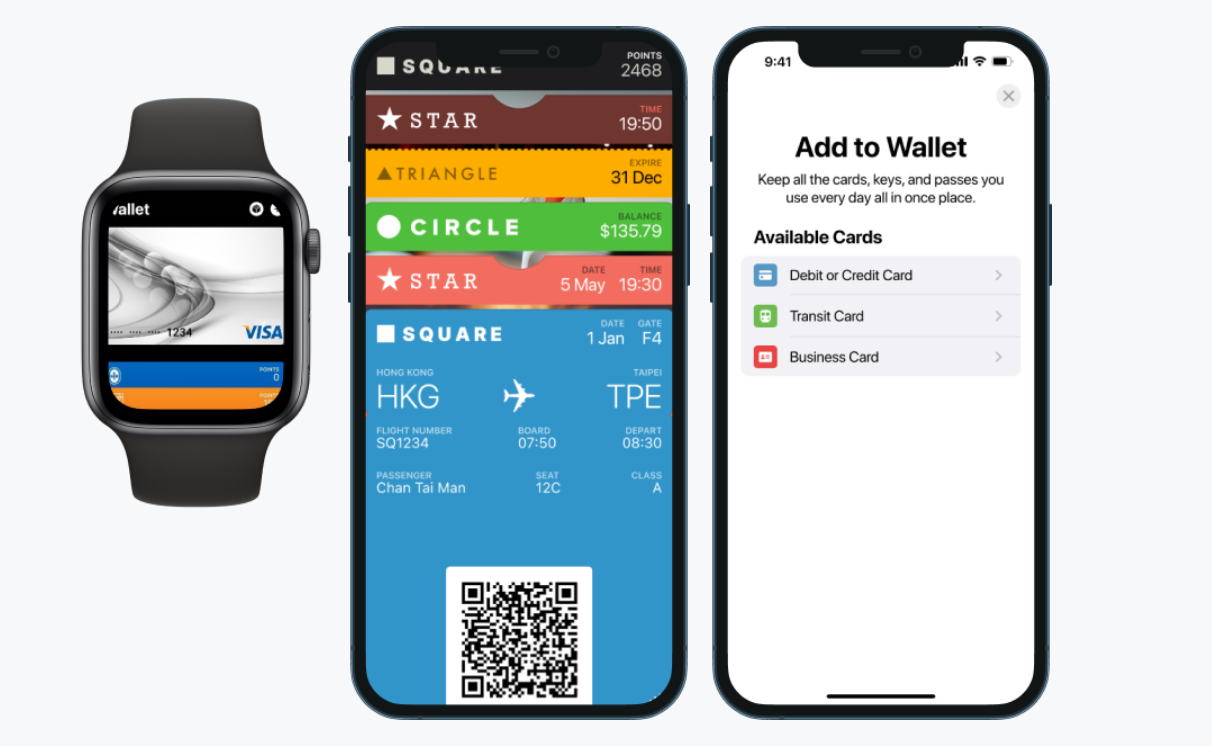 allet
.... .... .... 1234
VISA
POINTS
0
SQUARE
POINTS
2468
STAR
TIME
19:50
TRIANGLE
EXPIRE
31 Dec
CIRCLE
BALANCE
$135.79
STAR
DATE TIME
5 May 19:30
SQUARE
DATE GATE
1 Jan F4
HONG KONG TAIPEI
HKG TPE
FLIGHT NUMBER BOARD DEPART
SQ1234 07:50 08:30
PASSENGER SEAT CLASS
Chan Tai Man 12C A
9:41
Add to Wallet
Keep all the cards, keys, and passes you
use every day all in once place.
Available Cards
Debit or Credit Card
Transit Card
Business Card